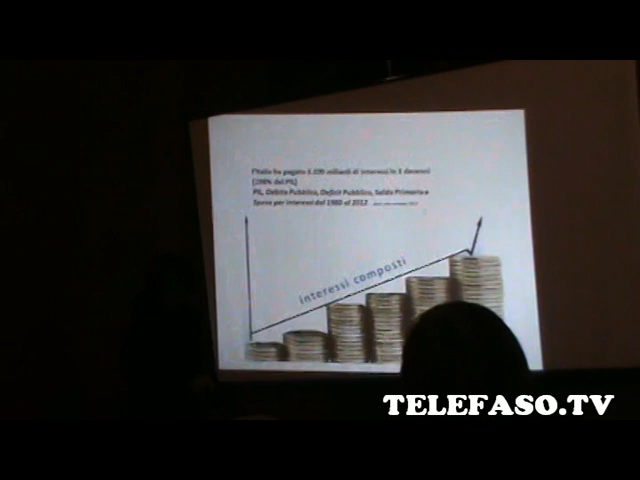 l'Italia ha pagato 3.100 miliardi di interessi in 3 decenni
(198% del PIL)
PIL, Debito Pubblico, Deficit Pubblico, Saldo Primario e
Spese per interessi dal 1980 al 2012
interessi composti
TELEFASO.TV